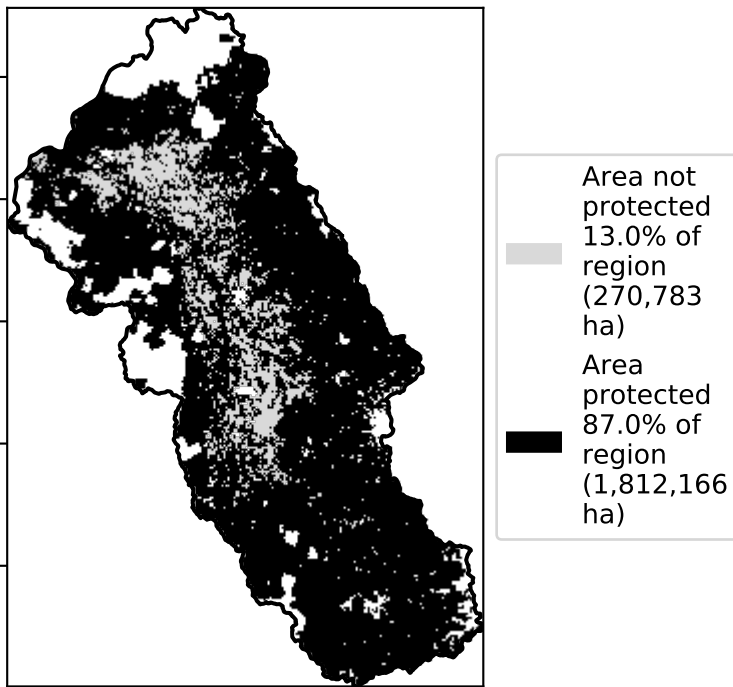 Area not
protected
13.0% of
region
(270,783
ha)
Area
protected
87.0% of
region
(1,812,166
ha)